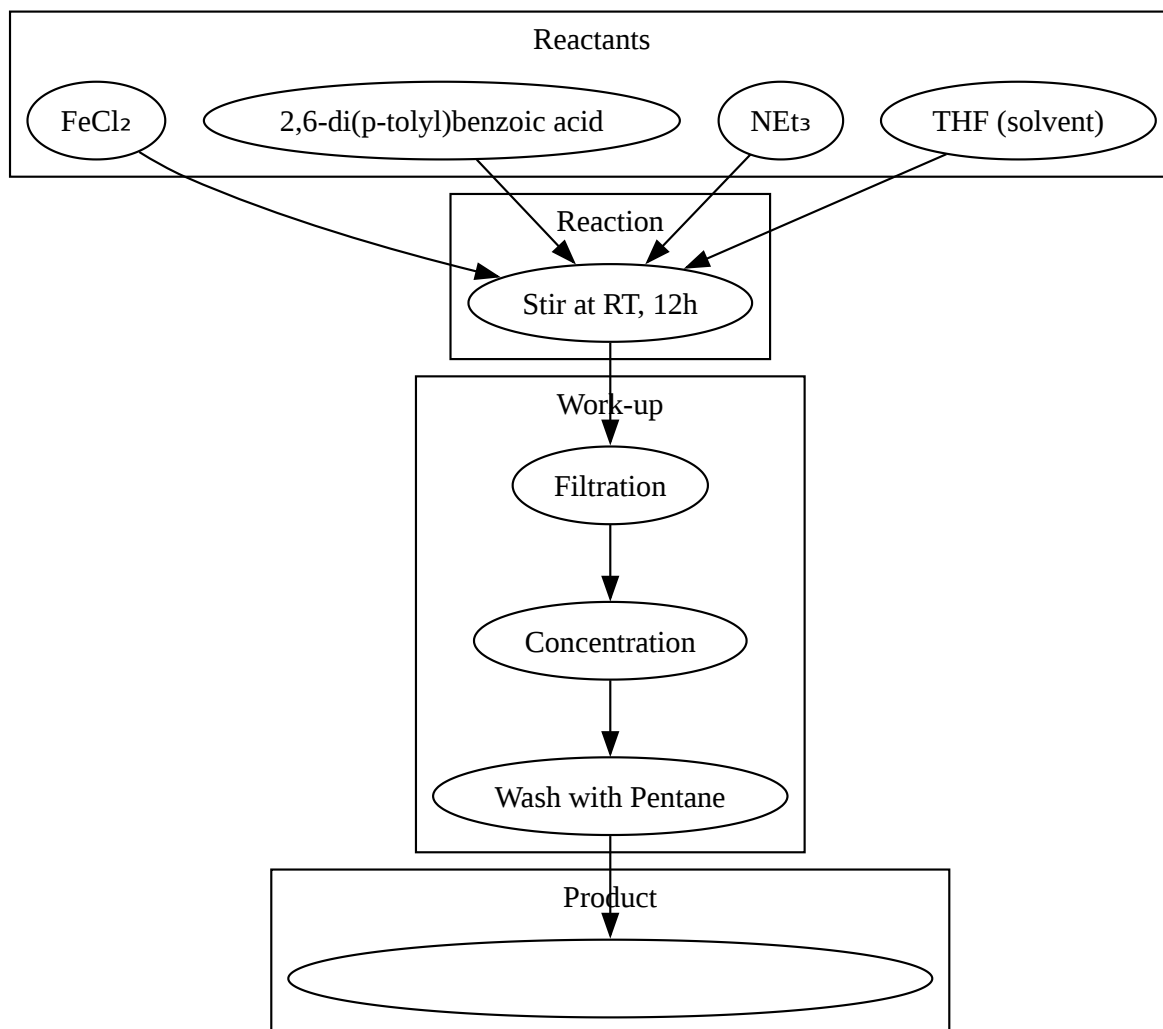 Reactants
FeCl₂
2,6-di(p-tolyl)benzoic acid
NEt₃
THF (solvent)
Reaction
Stir at RT, 12h
Work-up
Filtration
Concentration
Wash with Pentane
Product